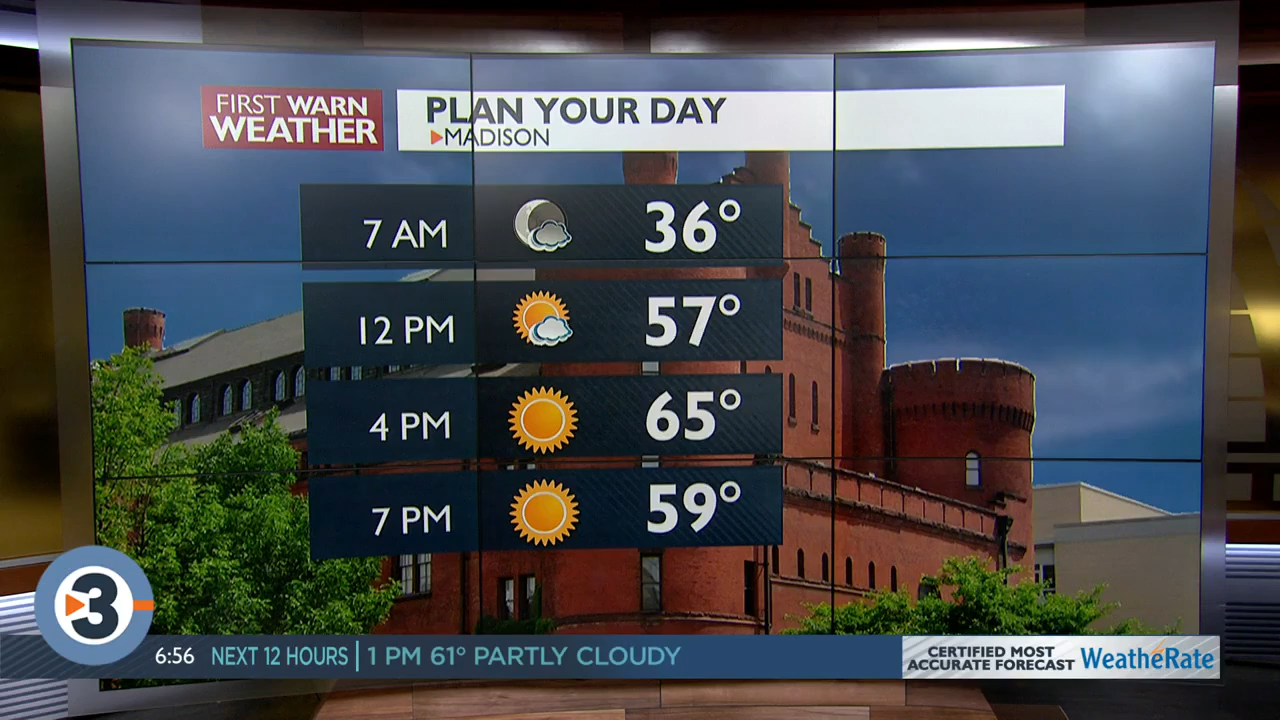 FIRST WARN
WEATHER
PLAN YOUR DAY
MADISON
7 AM 36°
12 PM 57°
4 PM 65°
7 PM 59°
3
6:56 NEXT 12 HOURS 1 PM 61° PARTLY CLOUDY
CERTIFIED MOST
ACCURATE FORECAST
WeatheRate